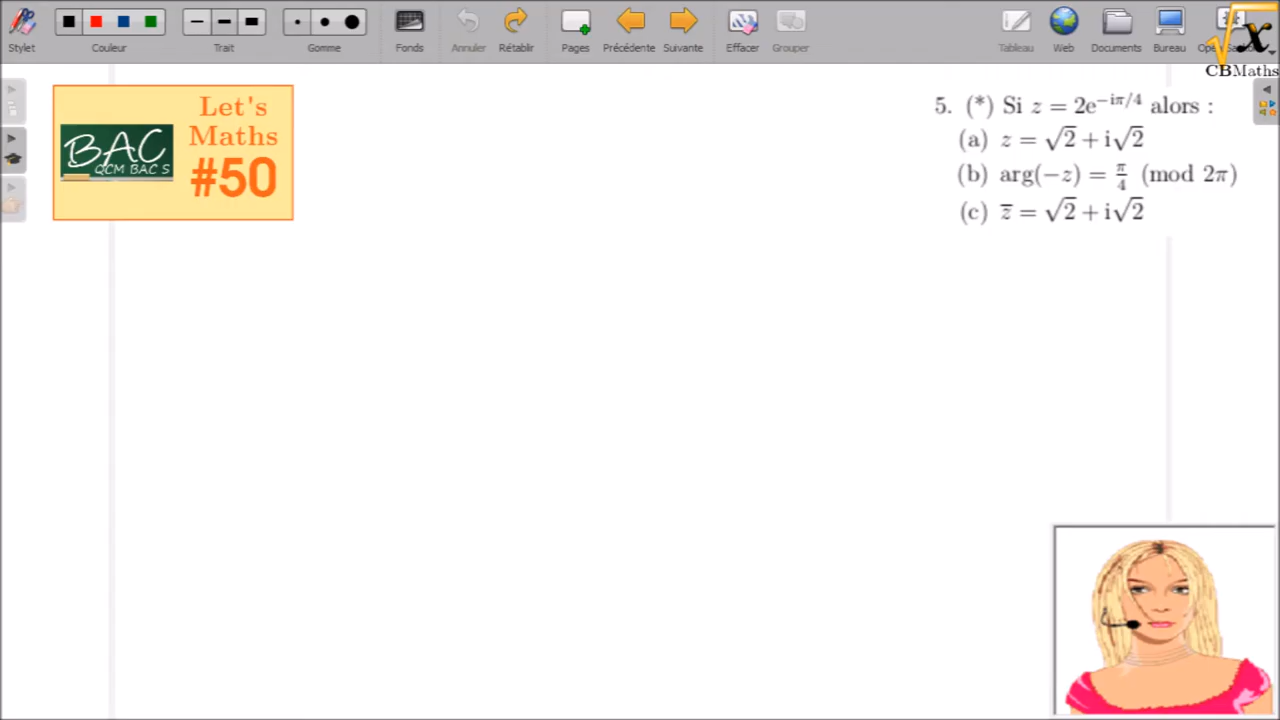 Stylet
Couleur
Trait
Gomme
Fonds
Annuler
Rétablir
Pages
Précédente
Suivante
Effacer
Grouper
Tableau
Web
Documents
Bureau
x
CBMaths
Let's
Maths
#50
BAC
QCM BAC S
5. (*) Si z = 2e^{−iπ/4} alors :
(a) z = √2 + i√2
(b) arg(−z) = π/4 (mod 2π)
(c) z̅ = √2 + i√2